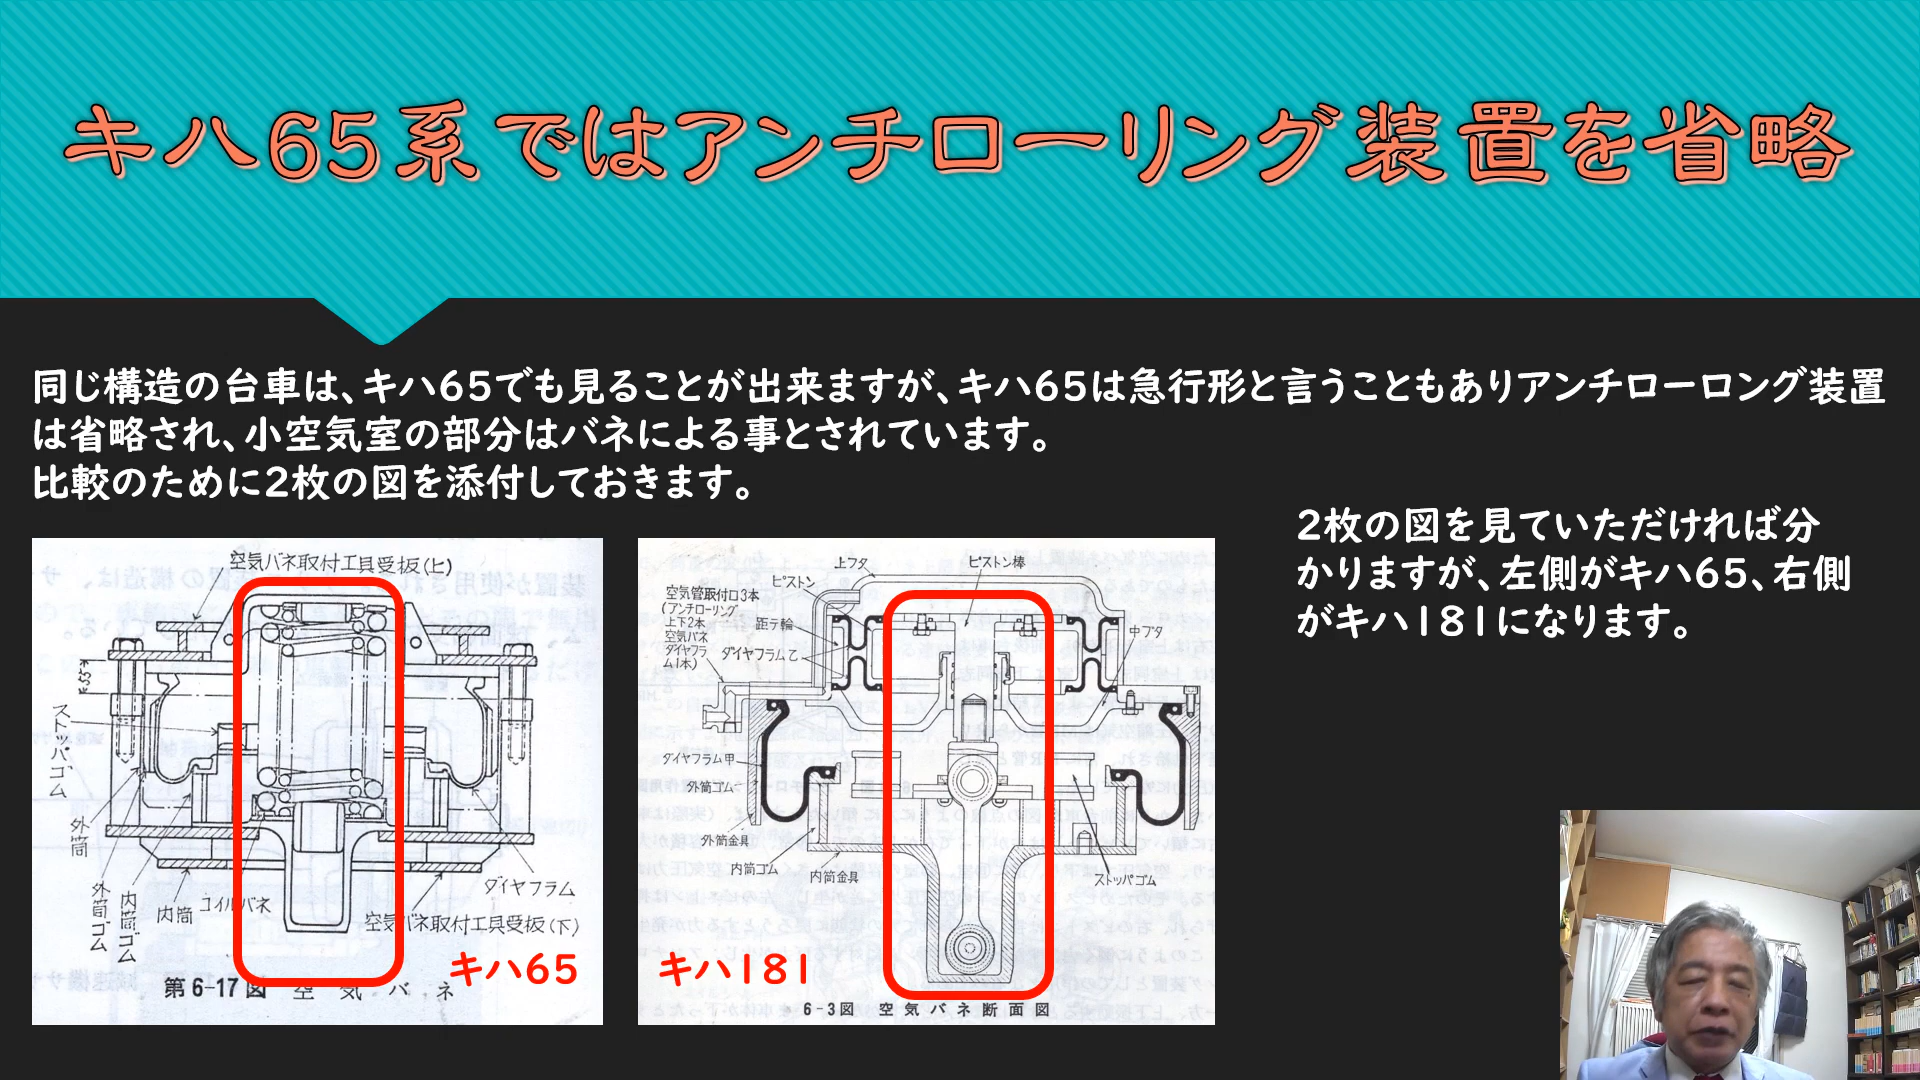 キハ65系ではアンチローリング装置を省略
同じ構造の台車は、キハ65でも見ることが出来ますが、キハ65は急行形と言うこともありアンチローロング装置
は省略され、小空気室の部分はバネによる事とされています。
比較のために2枚の図を添付しておきます。
2枚の図を見ていただければ分
かりますが、左側がキハ65、右側
がキハ181になります。
空気バネ取付工具受板(ヒ)
ストッパゴム
外筒
外筒ゴム
内筒ゴム
内筒
コイルバネ
ダイヤフラム
空気バネ取付工具受板(下)
キハ65
第6-17図 空気バネ
上フタ
ピストン棒
ピストン
空気管取付口3本
(アンチローリング
上下2本
空気バネ
ダイヤフラ
ム1本)
距离輪
ダイヤフラム乙
中フタ
ダイヤフラム甲
外筒ゴム
外筒金具
内筒ゴム
内筒金具
ストッパゴム
キハ181
6-3図 空気バネ断面図